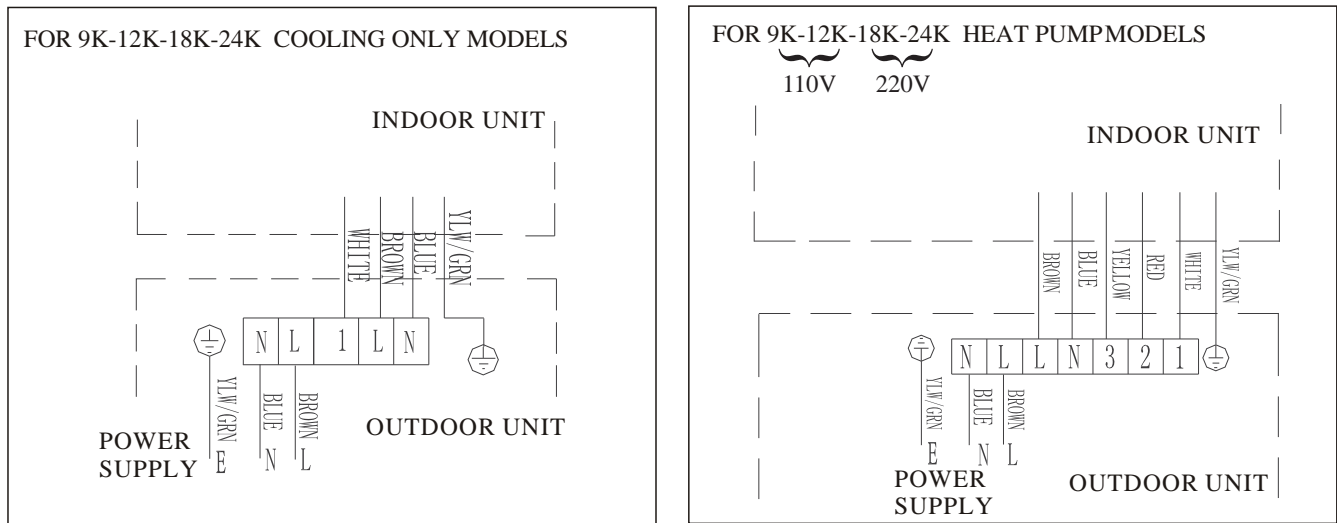 FOR 9K-12K-18K-24K COOLING ONLY MODELS
INDOOR UNIT
WHITE
BROWN
BLUE
YLW/GRN
N L 1 L N
YLW/GRN
BLUE
BROWN
OUTDOOR UNIT
POWER
SUPPLY
E N L
FOR 9K-12K-18K-24K HEAT PUMP MODELS
110V 220V
INDOOR UNIT
BROWN
BLUE
YELLOW
RED
WHITE
YLW/GRN
N L L N 3 2 1
YLW/GRN
BLUE
BROWN
E N L
POWER
SUPPLY
OUTDOOR UNIT